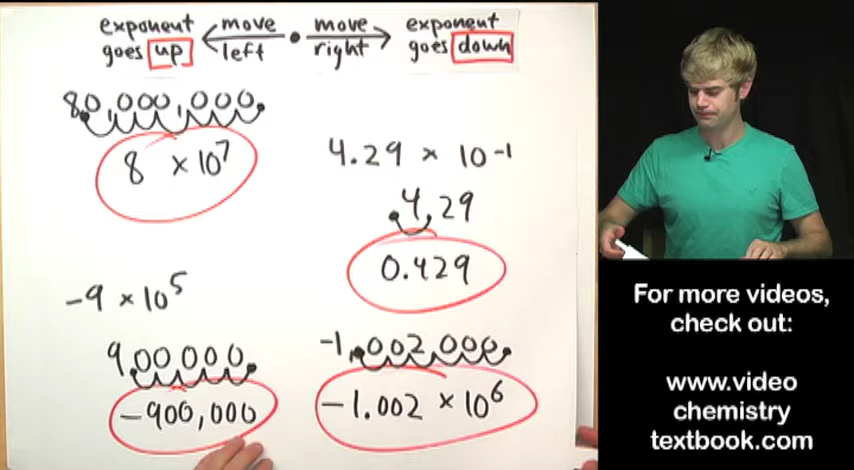 exponent goes up
move left
move right
exponent goes down
80,000,000.
8 × 10⁷
4.29 × 10⁻¹
.4,29
0.429
-9 × 10⁵
9,00000.
-900,000
-1.002,000.
-1.002 × 10⁶
For more videos,
check out:
www.video
chemistry
textbook.com